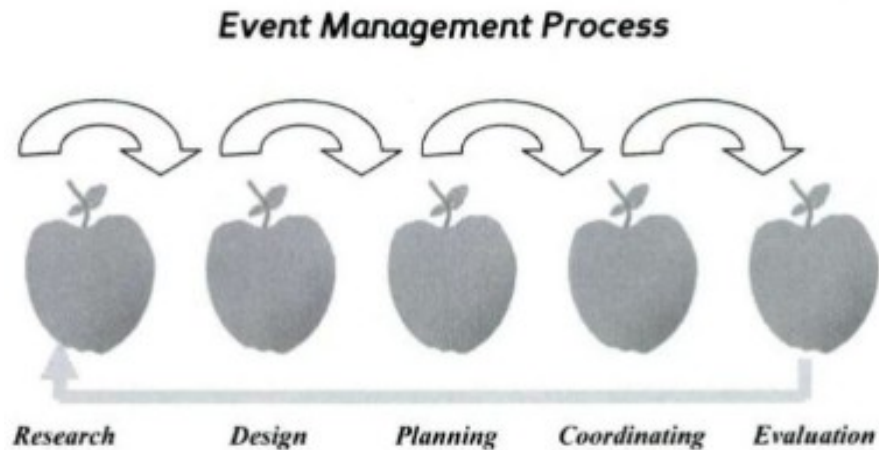 Event Management Process
Research Design Planning Coordinating Evaluation